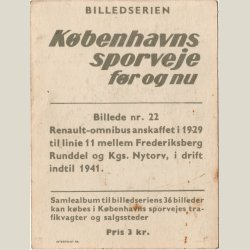 BILLEDSERIEN
Københavns
sporveje
før og nu
Billede nr. 22
Renault-omnibus anskaffet i 1929
til linie 11 mellem Frederiksberg
Runddel og Kgs. Nytorv, i drift
indtil 1941.
Samlealbum til billedseriens 36 billeder
kan købes i Københavns sporvejes tra-
fikvagter og salgssteder
Pris 3 kr.